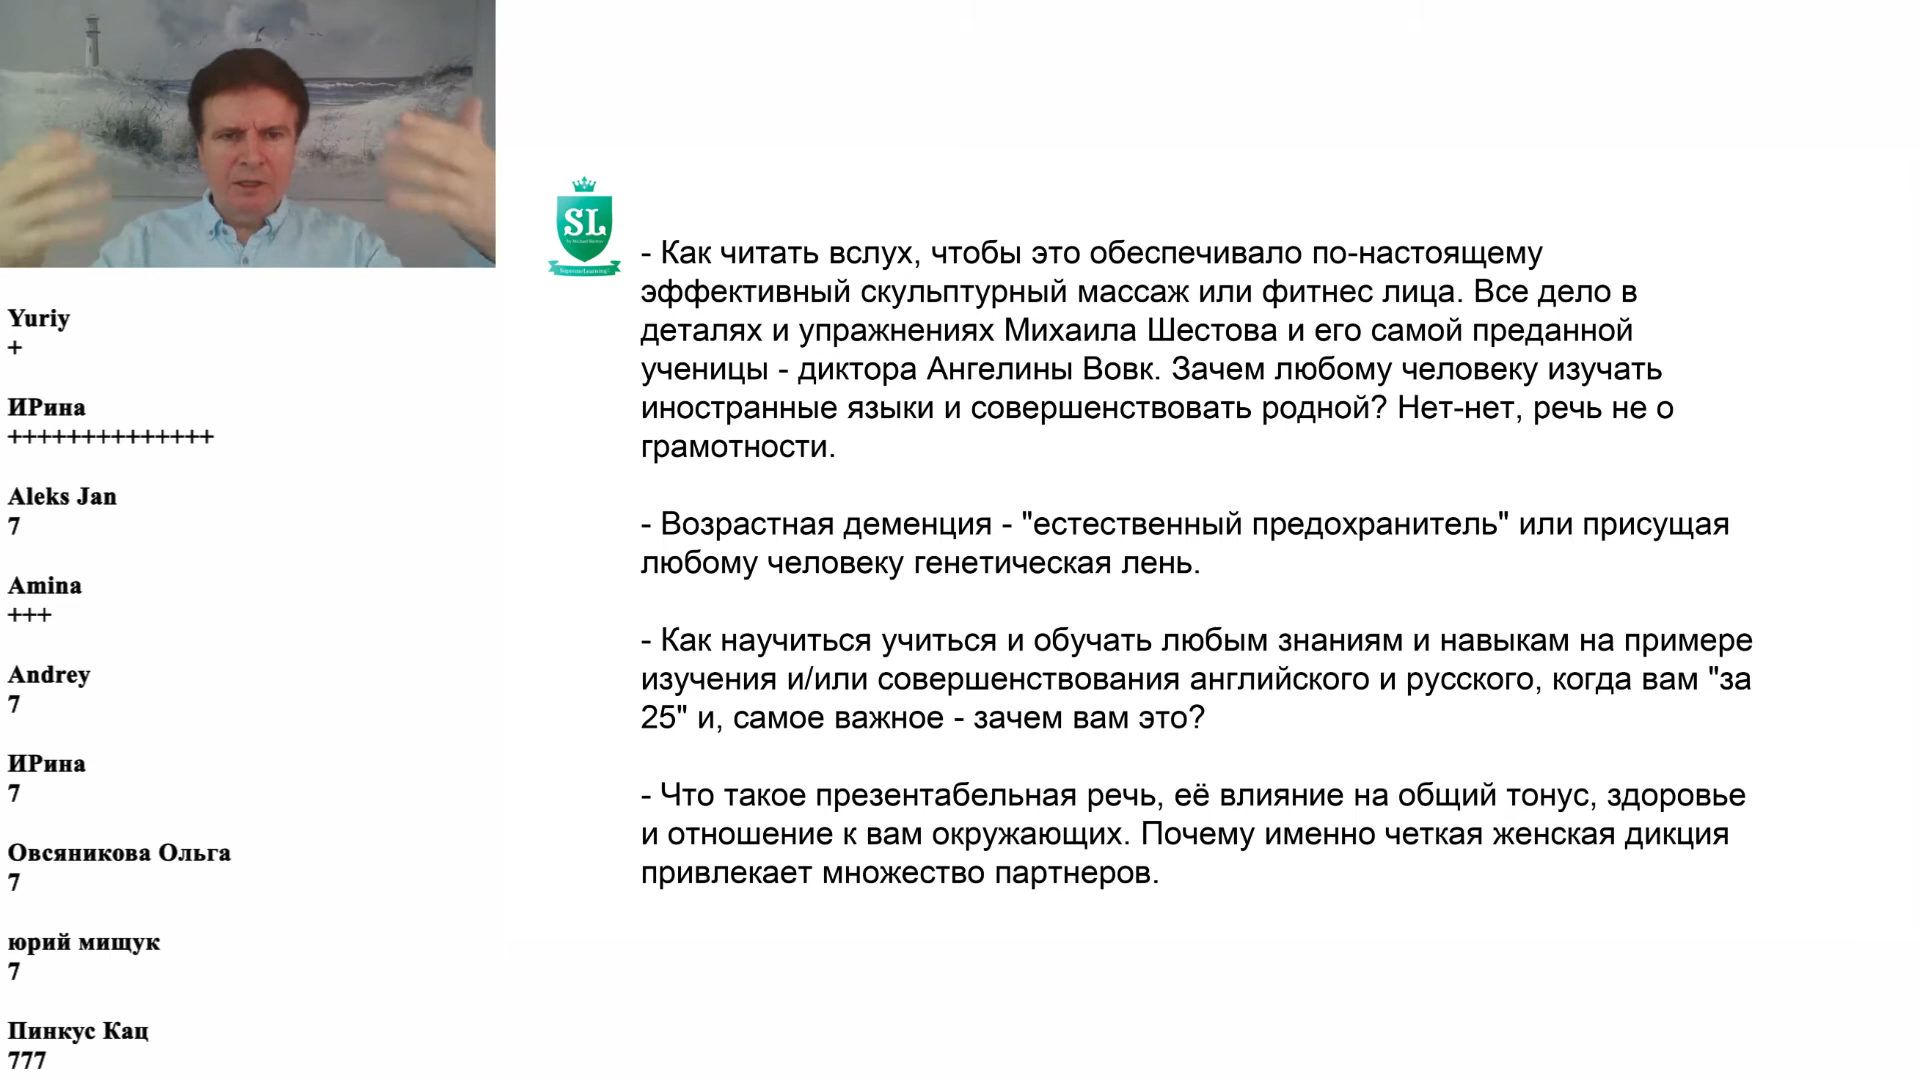 Yuriy
+
ИРина
++++++++++++++
Aleks Jan
7
Amina
+++
Andrey
7
ИРина
7
Овсяникова Ольга
7
юрий мищук
7
Пинкус Кац
777
SL
- Как читать вслух, чтобы это обеспечивало по-настоящему
эффективный скульптурный массаж или фитнес лица. Все дело в
деталях и упражнениях Михаила Шестова и его самой преданной
ученицы - диктора Ангелины Вовк. Зачем любому человеку изучать
иностранные языки и совершенствовать родной? Нет-нет, речь не о
грамотности.
- Возрастная деменция - "естественный предохранитель" или присущая
любому человеку генетическая лень.
- Как научиться учиться и обучать любым знаниям и навыкам на примере
изучения и/или совершенствования английского и русского, когда вам "за
25" и, самое важное - зачем вам это?
- Что такое презентабельная речь, её влияние на общий тонус, здоровье
и отношение к вам окружающих. Почему именно четкая женская дикция
привлекает множество партнеров.